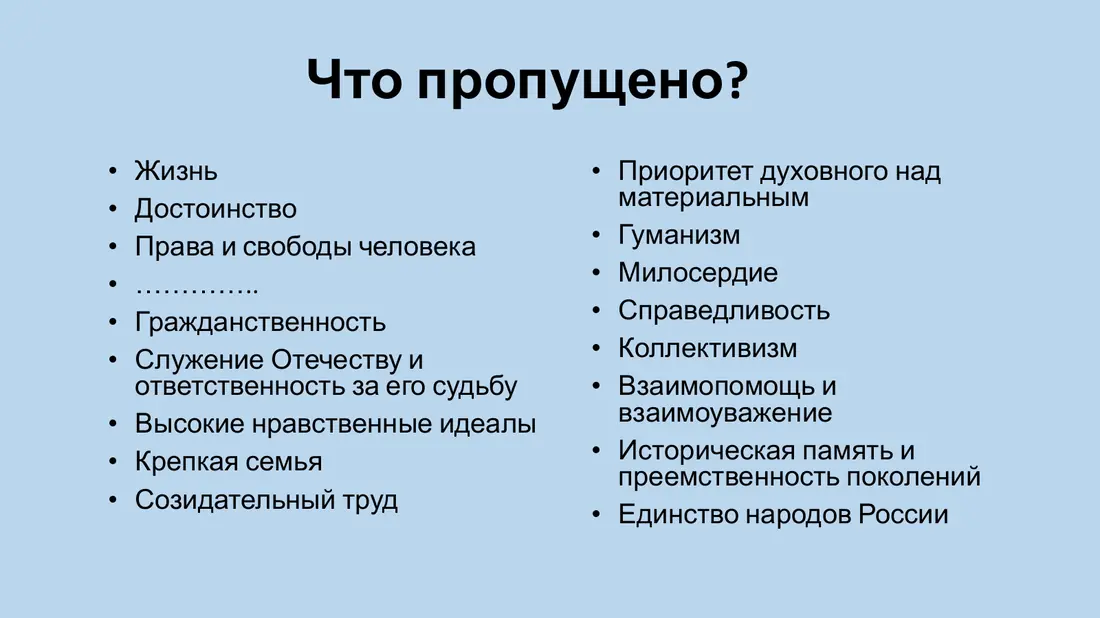 Что пропущено?
• Жизнь
• Достоинство
• Права и свободы человека
• …………..
• Гражданственность
• Служение Отечеству и
ответственность за его судьбу
• Высокие нравственные идеалы
• Крепкая семья
• Созидательный труд
• Приоритет духовного над
материальным
• Гуманизм
• Милосердие
• Справедливость
• Коллективизм
• Взаимопомощь и
взаимоуважение
• Историческая память и
преемственность поколений
• Единство народов России